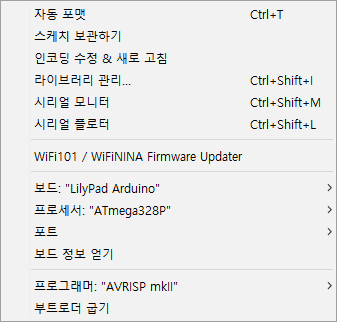 자동 포맷 Ctrl+T
스케치 보관하기
인코딩 수정 & 새로 고침
라이브러리 관리... Ctrl+Shift+I
시리얼 모니터 Ctrl+Shift+M
시리얼 플로터 Ctrl+Shift+L
WiFi101 / WiFiNINA Firmware Updater
보드: "LilyPad Arduino"
프로세서: "ATmega328P"
포트
보드 정보 얻기
프로그래머: "AVRISP mkII"
부트로더 굽기